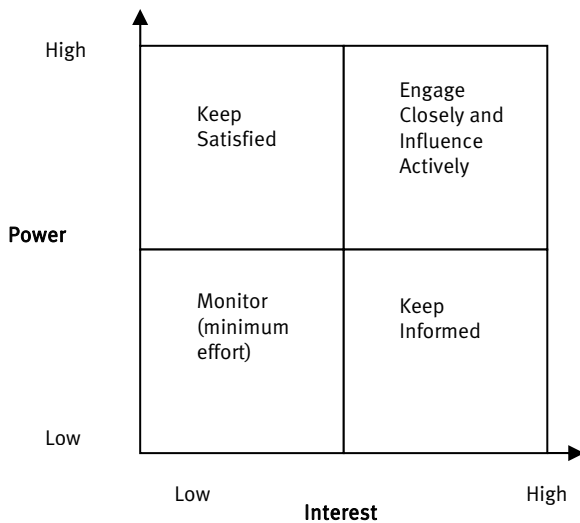 High
Keep
Satisfied
Engage
Closely and
Influence
Actively
Power
Monitor
(minimum
effort)
Keep
Informed
Low
Low
High
Interest